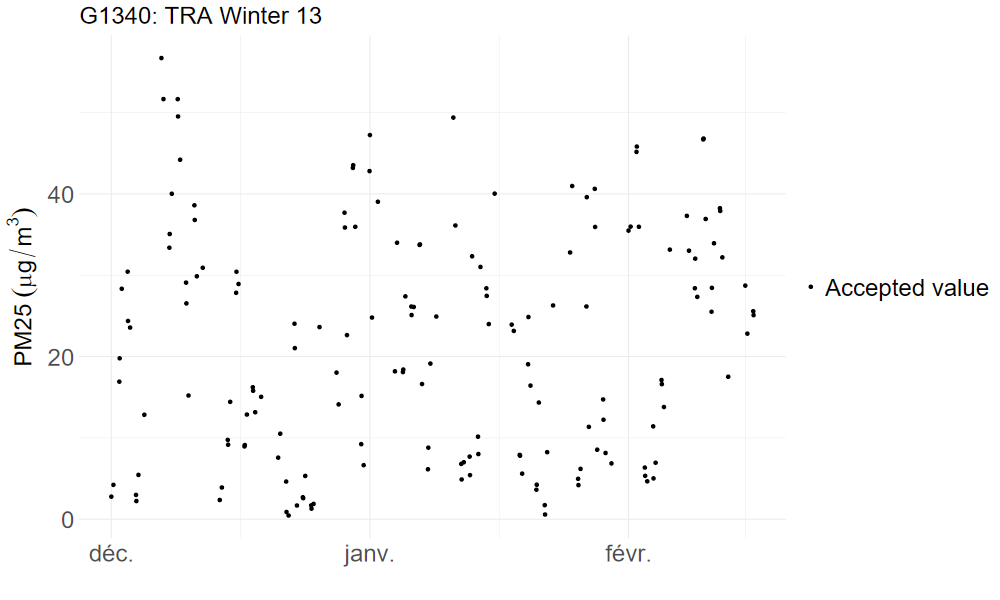 G1340: TRA Winter 13
PM25 (μg/m³)
40
20
0
déc.
janv.
févr.
Accepted value